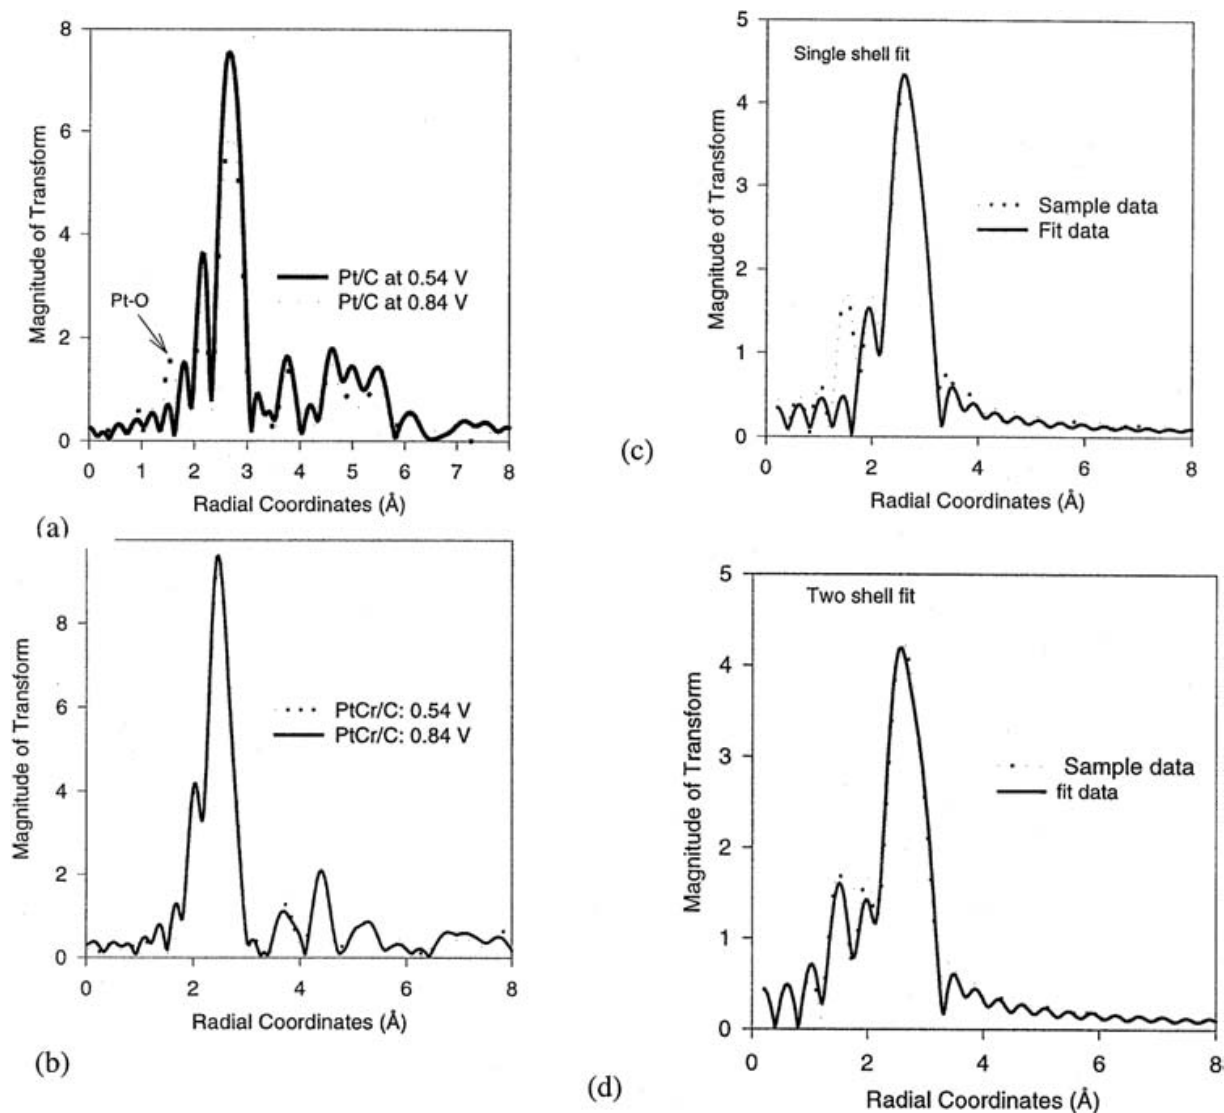 8
6
4
2
0
Magnitude of Transform
Pt-O
Pt/C at 0.54 V
Pt/C at 0.84 V
0 1 2 3 4 5 6 7 8
Radial Coordinates (Å)
(a)
8
6
4
2
0
Magnitude of Transform
PtCr/C: 0.54 V
PtCr/C: 0.84 V
0 2 4 6 8
Radial Coordinates (Å)
(b)
5
4
3
2
1
0
Magnitude of Transform
Single shell fit
Sample data
Fit data
0 2 4 6 8
Radial Coordinates (Å)
(c)
5
4
3
2
1
0
Magnitude of Transform
Two shell fit
Sample data
fit data
0 2 4 6 8
Radial Coordinates (Å)
(d)